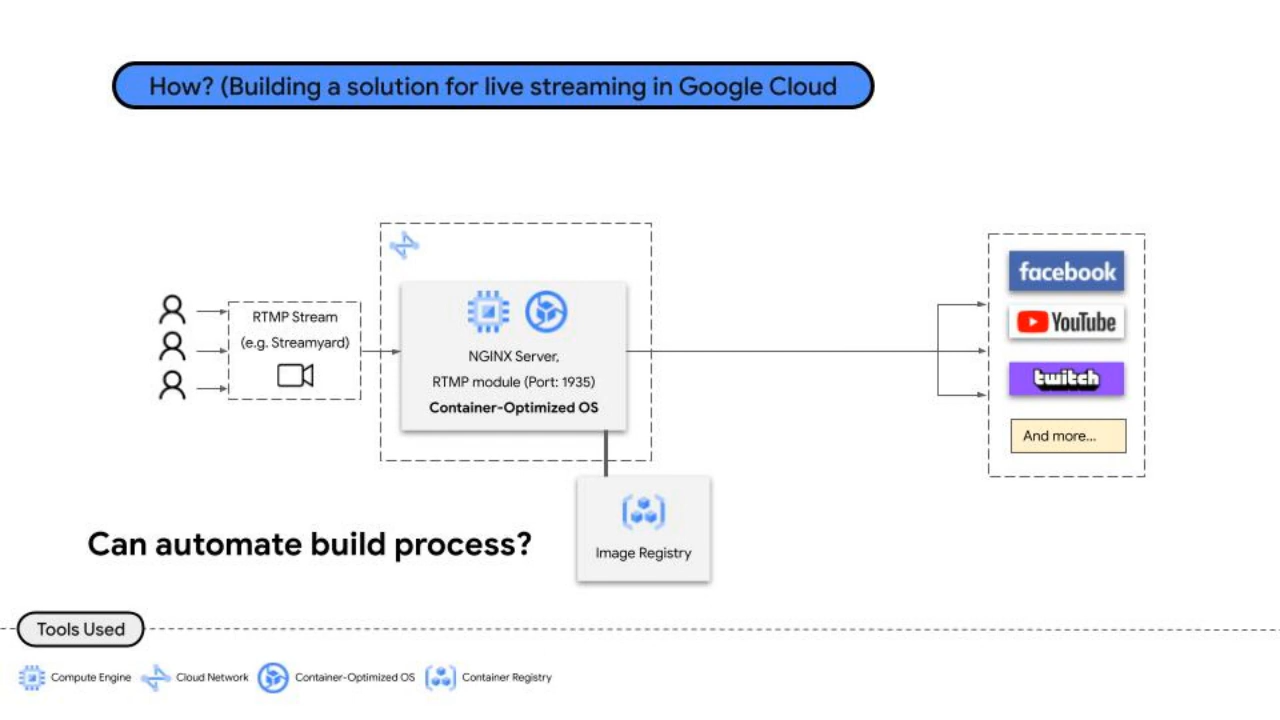 How? (Building a solution for live streaming in Google Cloud
RTMP Stream
(e.g. Streamyard)
NGINX Server,
RTMP module (Port: 1935)
Container-Optimized OS
facebook
YouTube
twitch
And more...
Image Registry
Can automate build process?
Tools Used
Compute Engine
Cloud Network
Container-Optimized OS
Container Registry